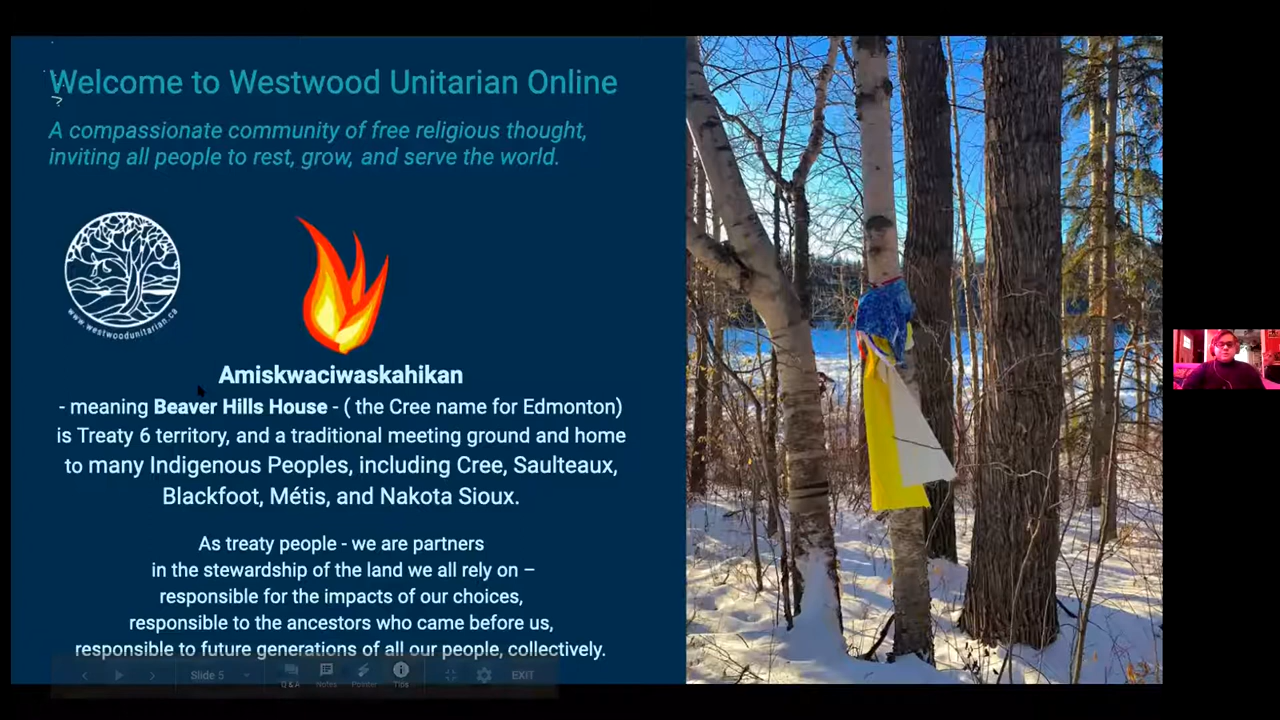 Welcome to Westwood Unitarian Online
A compassionate community of free religious thought,
inviting all people to rest, grow, and serve the world.
www.westwoodunitarian.ca
Amiskwaciwaskahikan
- meaning Beaver Hills House - ( the Cree name for Edmonton)
is Treaty 6 territory, and a traditional meeting ground and home
to many Indigenous Peoples, including Cree, Saulteaux,
Blackfoot, Métis, and Nakota Sioux.
As treaty people - we are partners
in the stewardship of the land we all rely on –
responsible for the impacts of our choices,
responsible to the ancestors who came before us,
responsible to future generations of all our people, collectively.
Slide 5
Q & A
Notes
Pointer
Tips
EXIT